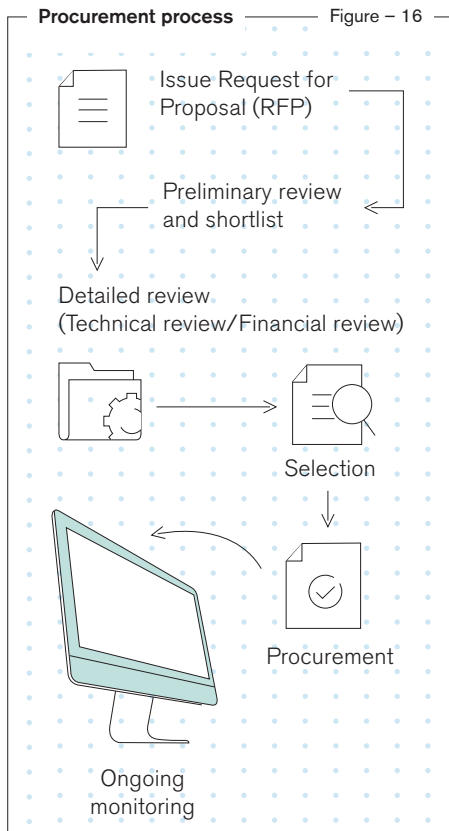 Procurement process Figure – 16
Issue Request for
Proposal (RFP)
Preliminary review
and shortlist
Detailed review
(Technical review/Financial review)
Selection
Procurement
Ongoing
monitoring